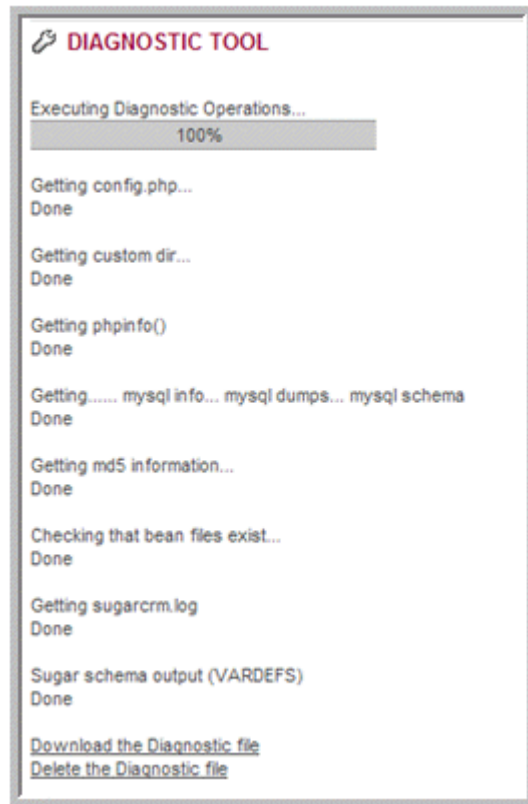 DIAGNOSTIC TOOL
Executing Diagnostic Operations...
100%
Getting config.php...
Done
Getting custom dir...
Done
Getting phpinfo()
Done
Getting...... mysql info... mysql dumps... mysql schema
Done
Getting md5 information...
Done
Checking that bean files exist...
Done
Getting sugarcrm.log
Done
Sugar schema output (VARDEFS)
Done
Download the Diagnostic file
Delete the Diagnostic file